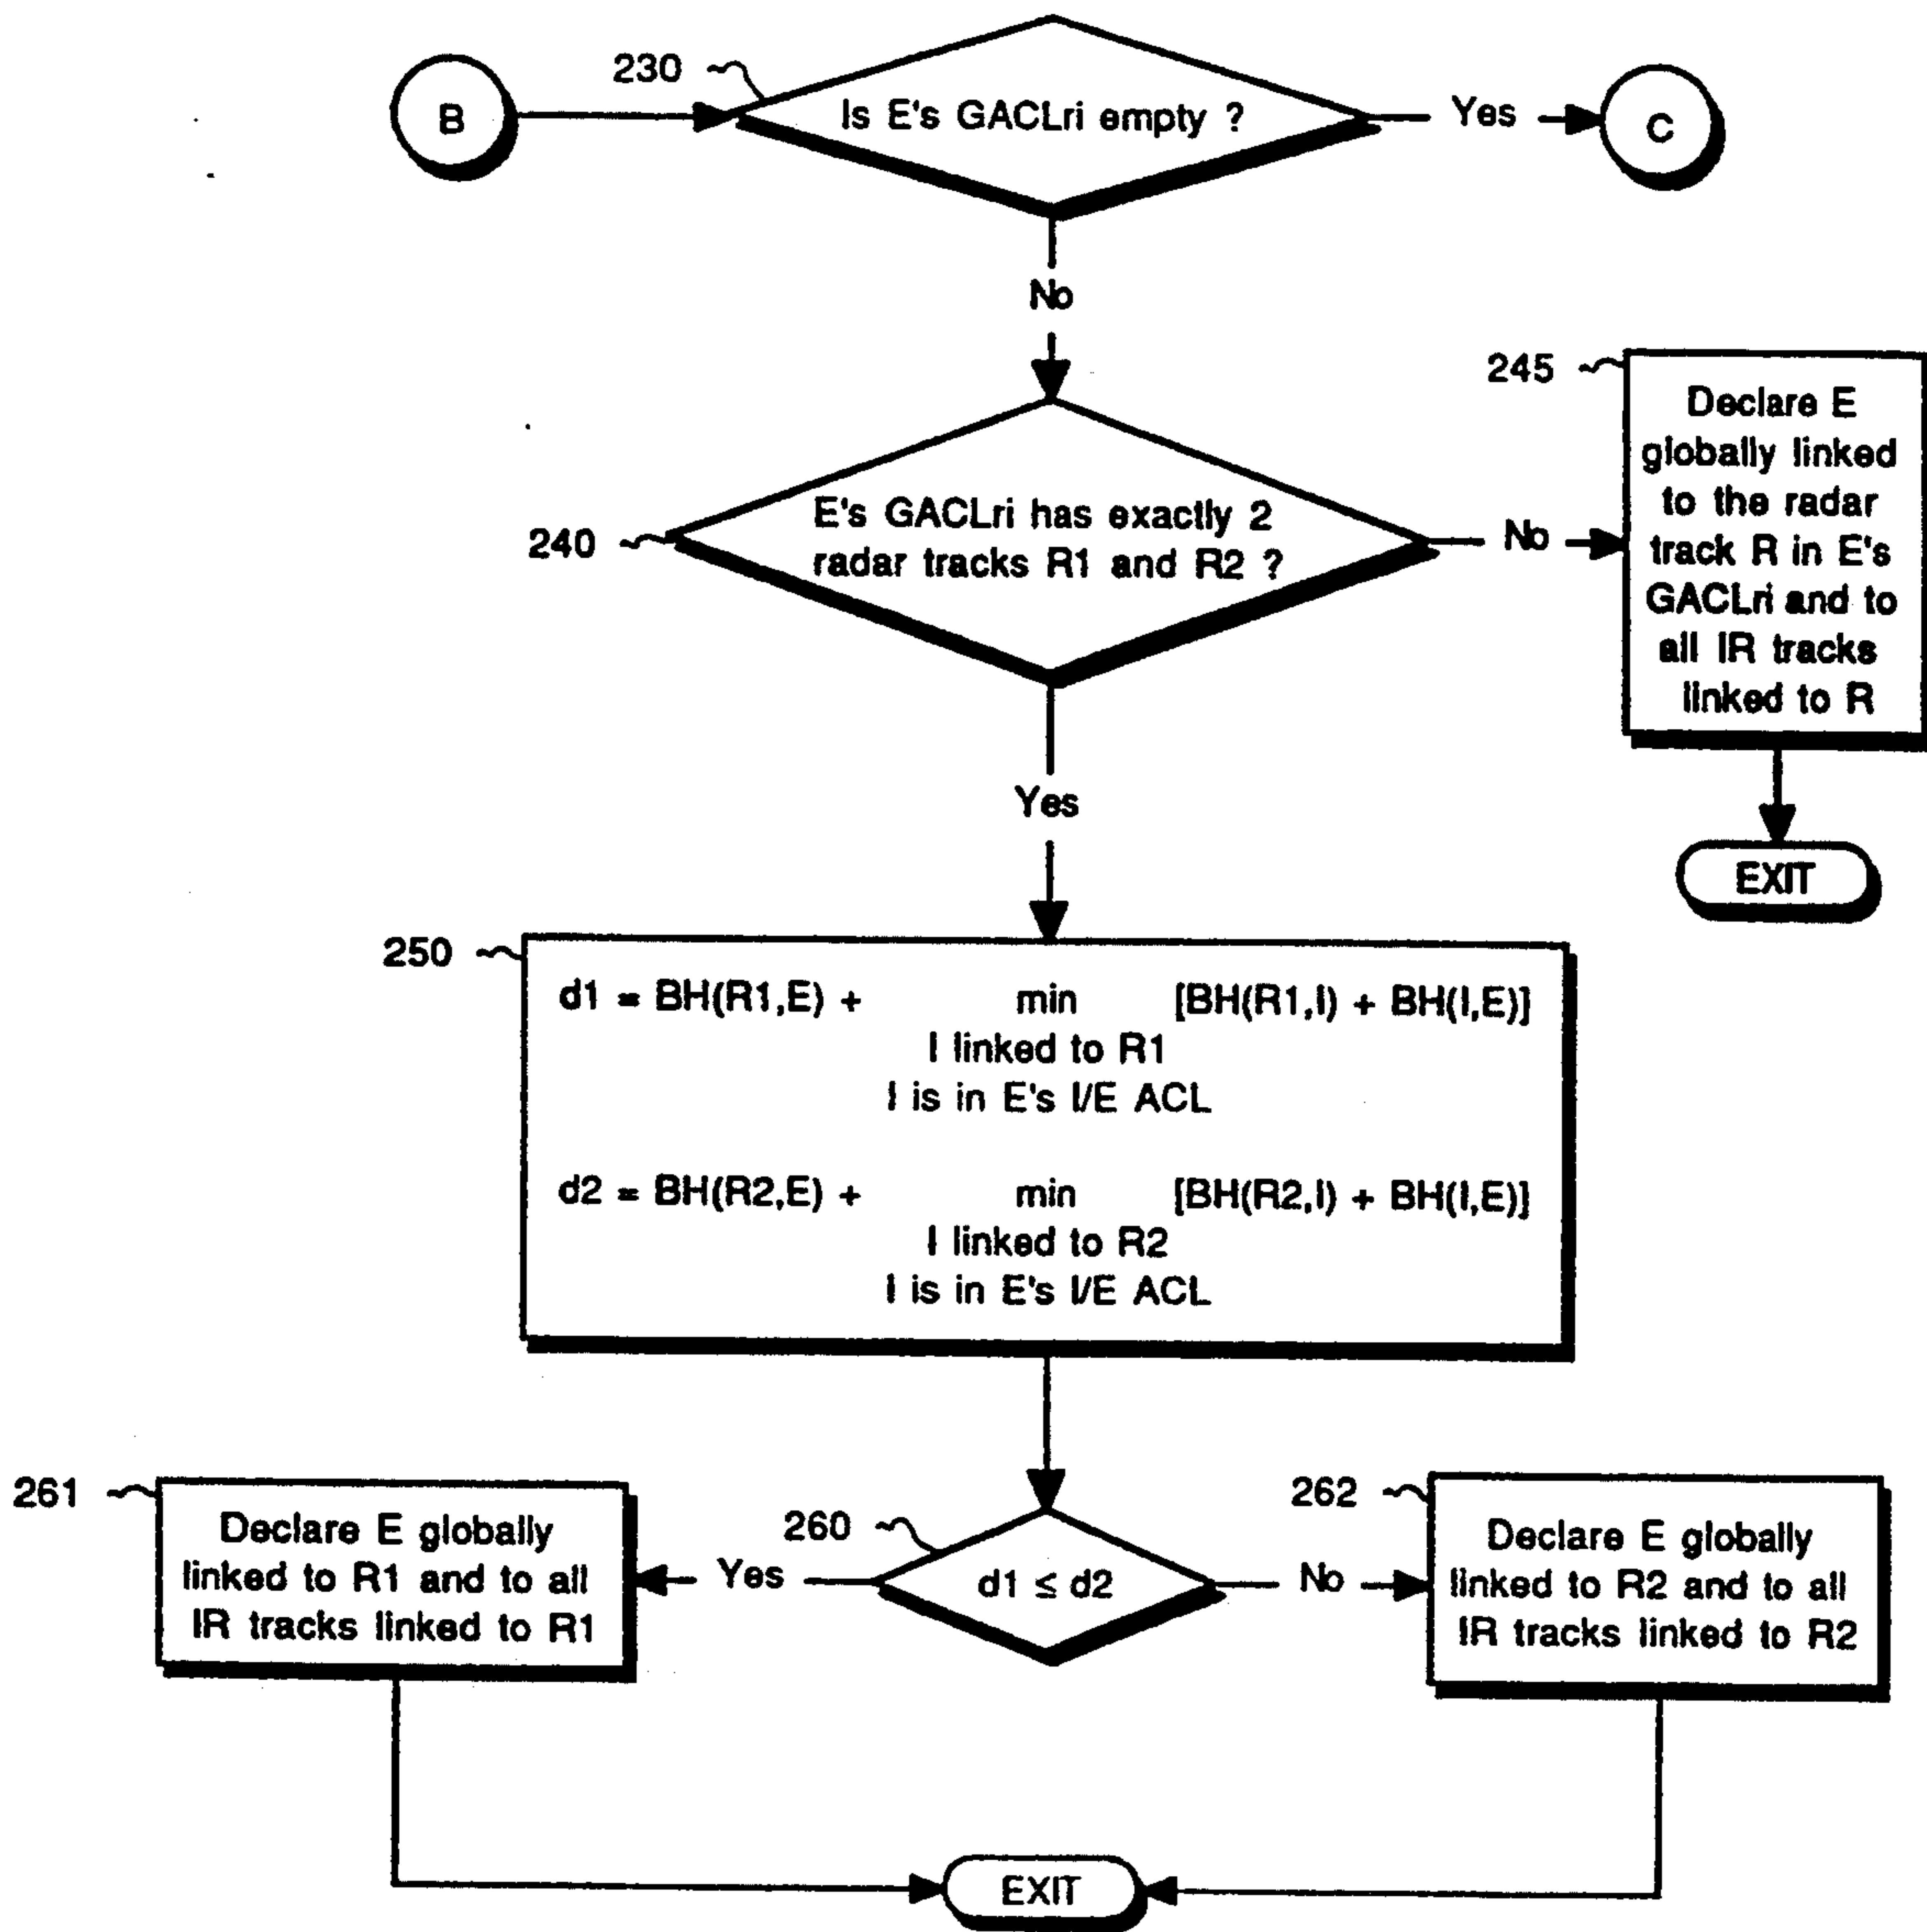 230
B
Is E's GACLri empty ?
Yes
C
No
245
Declare E
globally linked
to the radar
track R in E's
GACLri and to
all IR tracks
linked to R
240
E's GACLri has exactly 2
radar tracks R1 and R2 ?
No
Yes
EXIT
250
d1 = BH(R1,E) + min [BH(R1,I) + BH(I,E)]
I linked to R1
I is in E's I/E ACL
d2 = BH(R2,E) + min [BH(R2,I) + BH(I,E)]
I linked to R2
I is in E's I/E ACL
261
Declare E globally
linked to R1 and to all
IR tracks linked to R1
260
Yes
d1 ≤ d2
No
262
Declare E globally
linked to R2 and to all
IR tracks linked to R2
EXIT